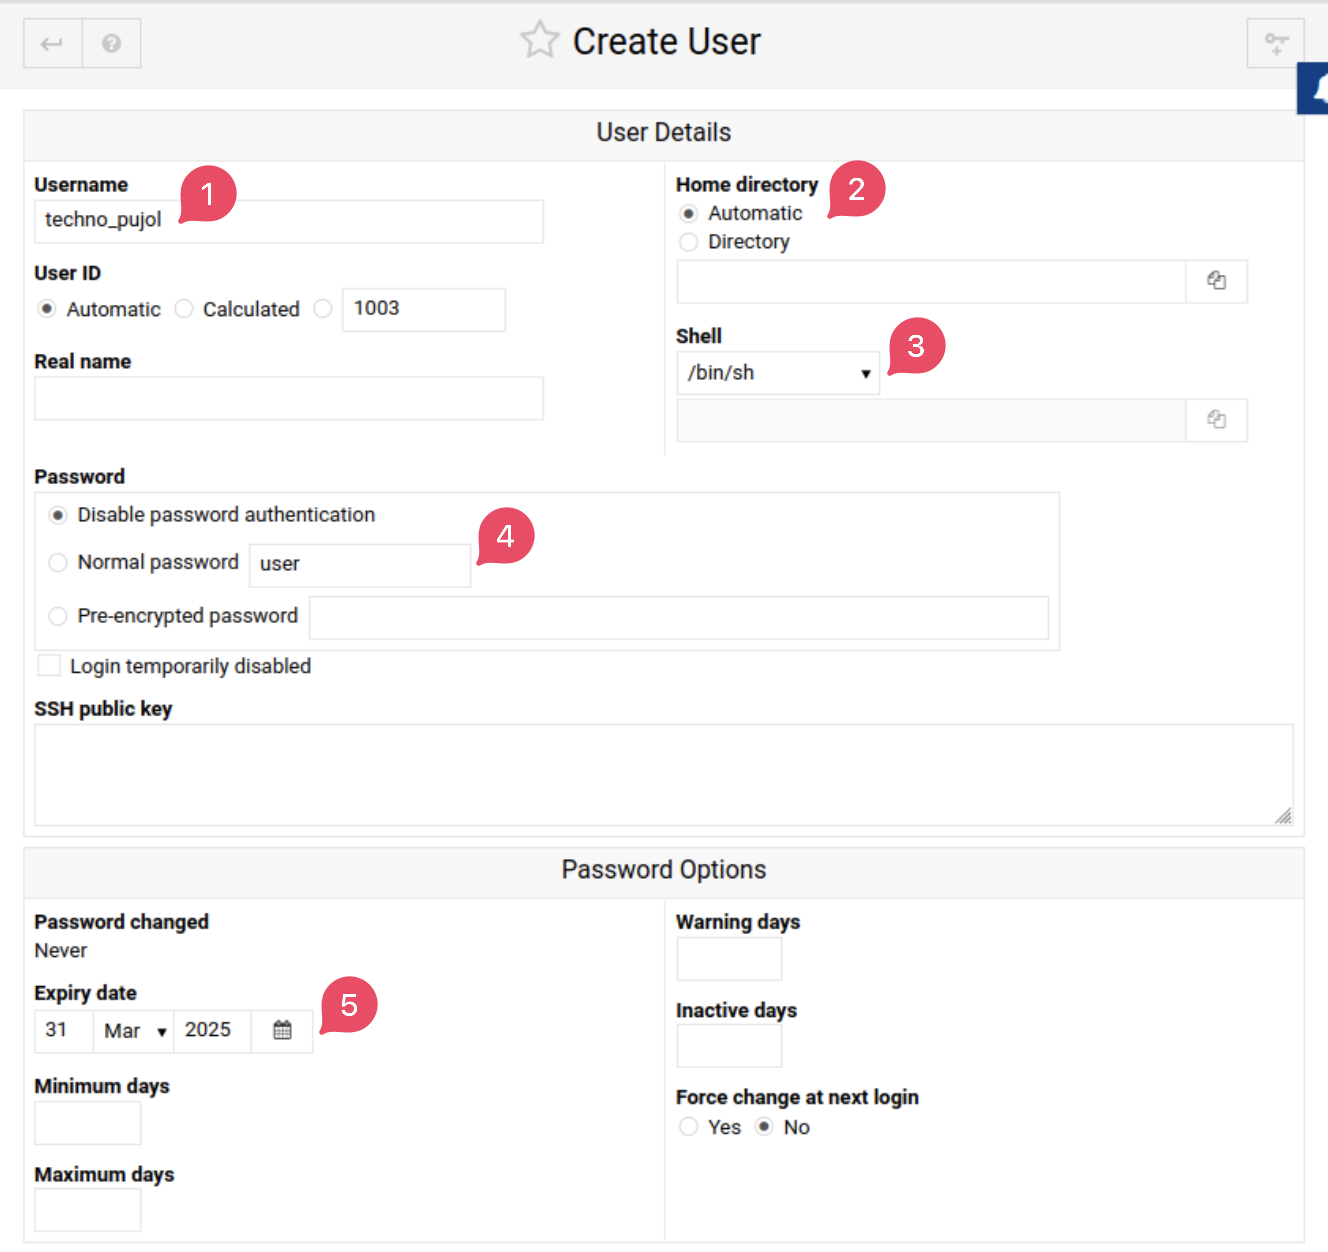 Create User
User Details
Username
1
techno_pujol
User ID
Automatic Calculated 1003
Real name
Home directory
2
Automatic
Directory
Shell
3
/bin/sh
Password
Disable password authentication
4
Normal password user
Pre-encrypted password
Login temporarily disabled
SSH public key
Password Options
Password changed
Never
Expiry date
5
31 Mar 2025
Minimum days
Maximum days
Warning days
Inactive days
Force change at next login
Yes No